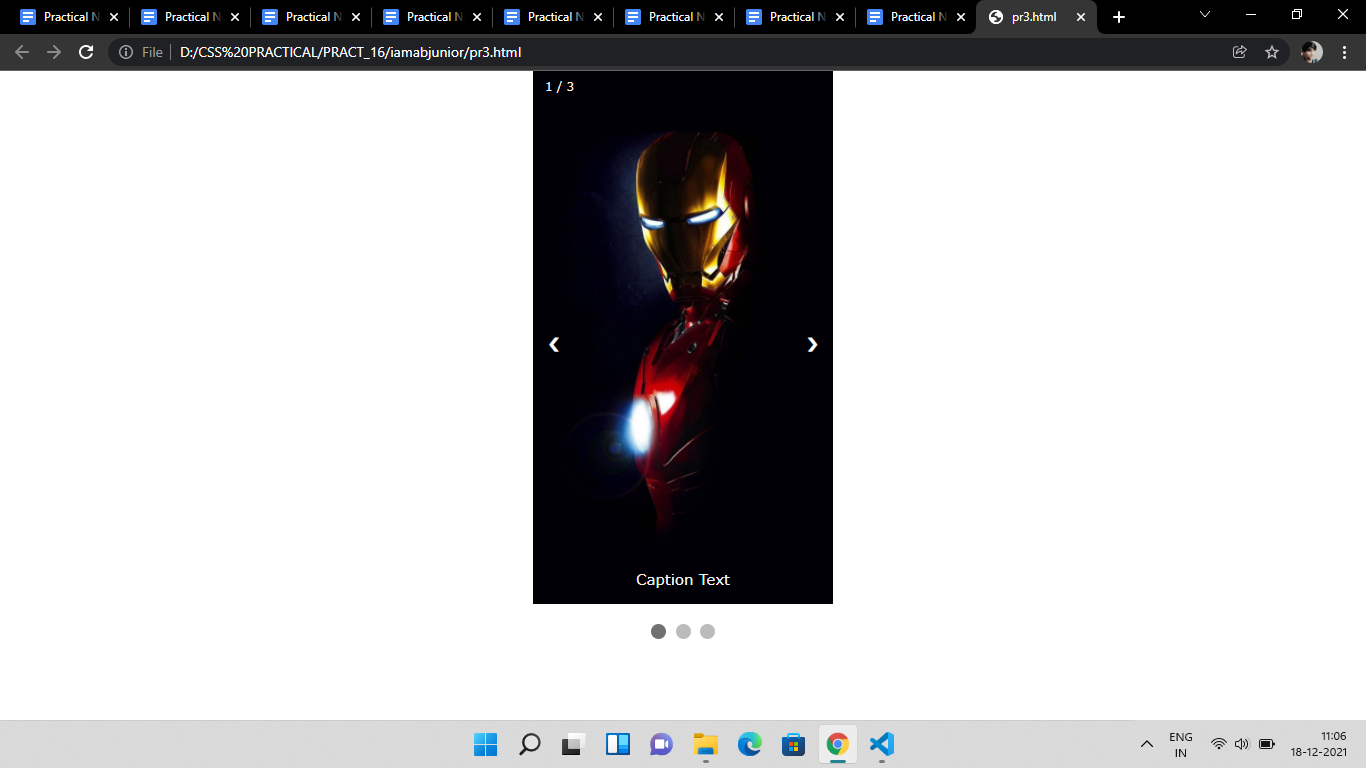 Practical N
Practical N
Practical N
Practical N
Practical N
Practical N
Practical N
Practical N
pr3.html
File
D:/CSS%20PRACTICAL/PRACT_16/iamabjunior/pr3.html
1 / 3
❮ ❯
Caption Text
ENG
IN
11:06
18-12-2021